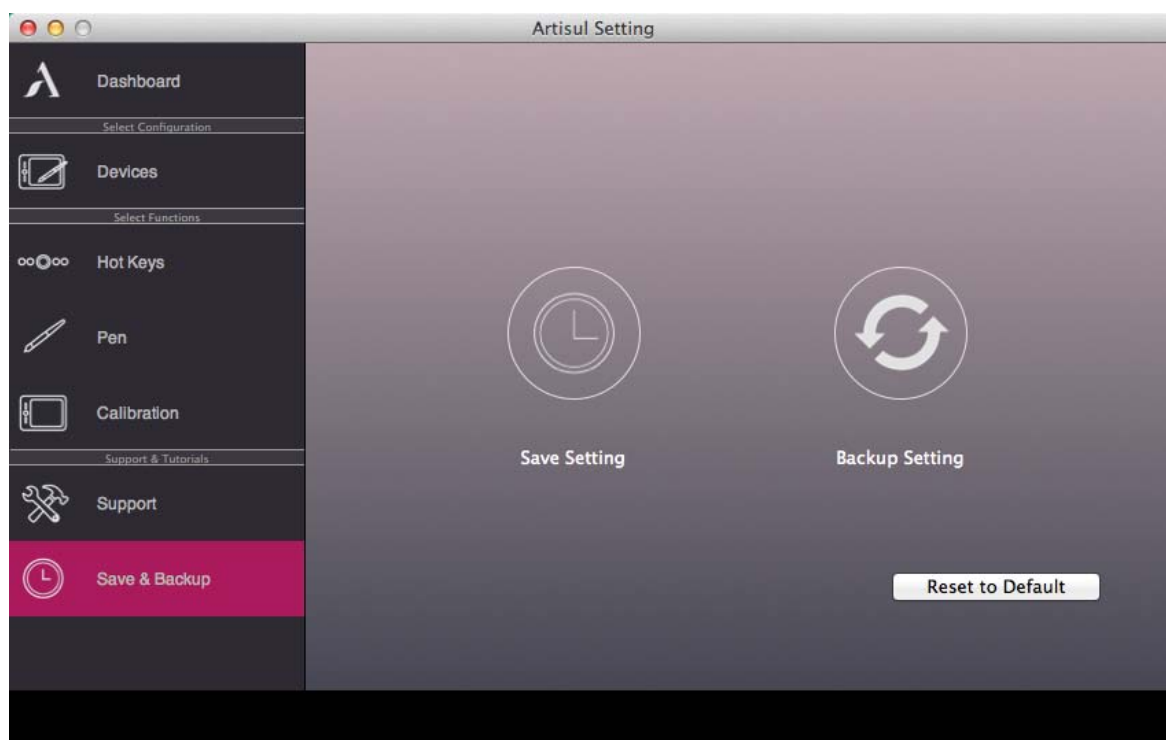 Artisul Setting
Dashboard
Select Configuration
Devices
Select Functions
Hot Keys
Pen
Calibration
Support & Tutorials
Support
Save & Backup
Save Setting
Backup Setting
Reset to Default